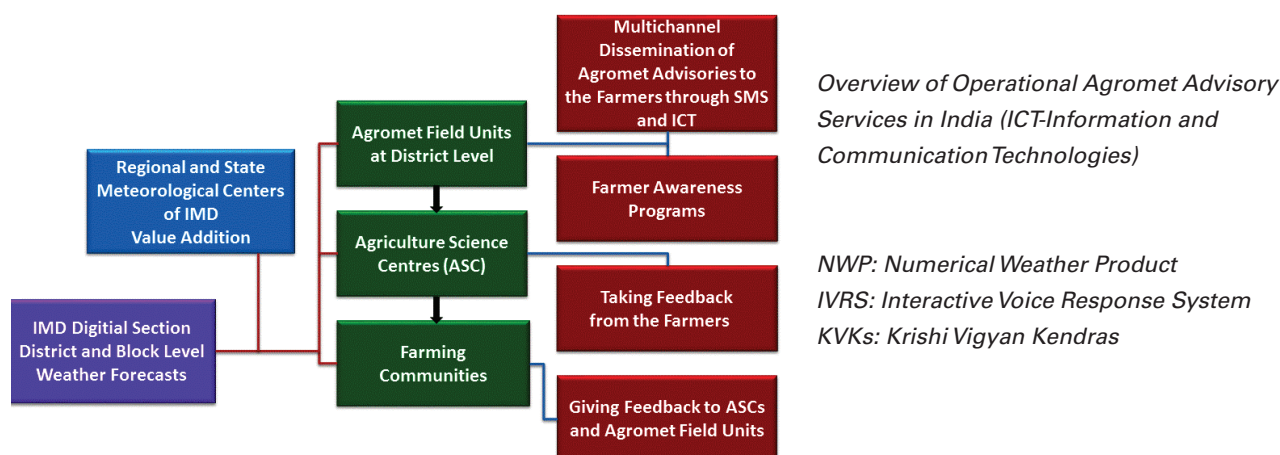 Regional and State
Meteorological Centers
of IMD
Value Addition
IMD Digitial Section
District and Block Level
Weather Forecasts
Agromet Field Units
at District Level
Agriculture Science
Centres (ASC)
Farming
Communities
Multichannel
Dissemination of
Agromet Advisories to
the Farmers through SMS
and ICT
Farmer Awareness
Programs
Taking Feedback
from the Farmers
Giving Feedback to ASCs
and Agromet Field Units
Overview of Operational Agromet Advisory
Services in India (ICT-Information and
Communication Technologies)
NWP: Numerical Weather Product
IVRS: Interactive Voice Response System
KVKs: Krishi Vigyan Kendras